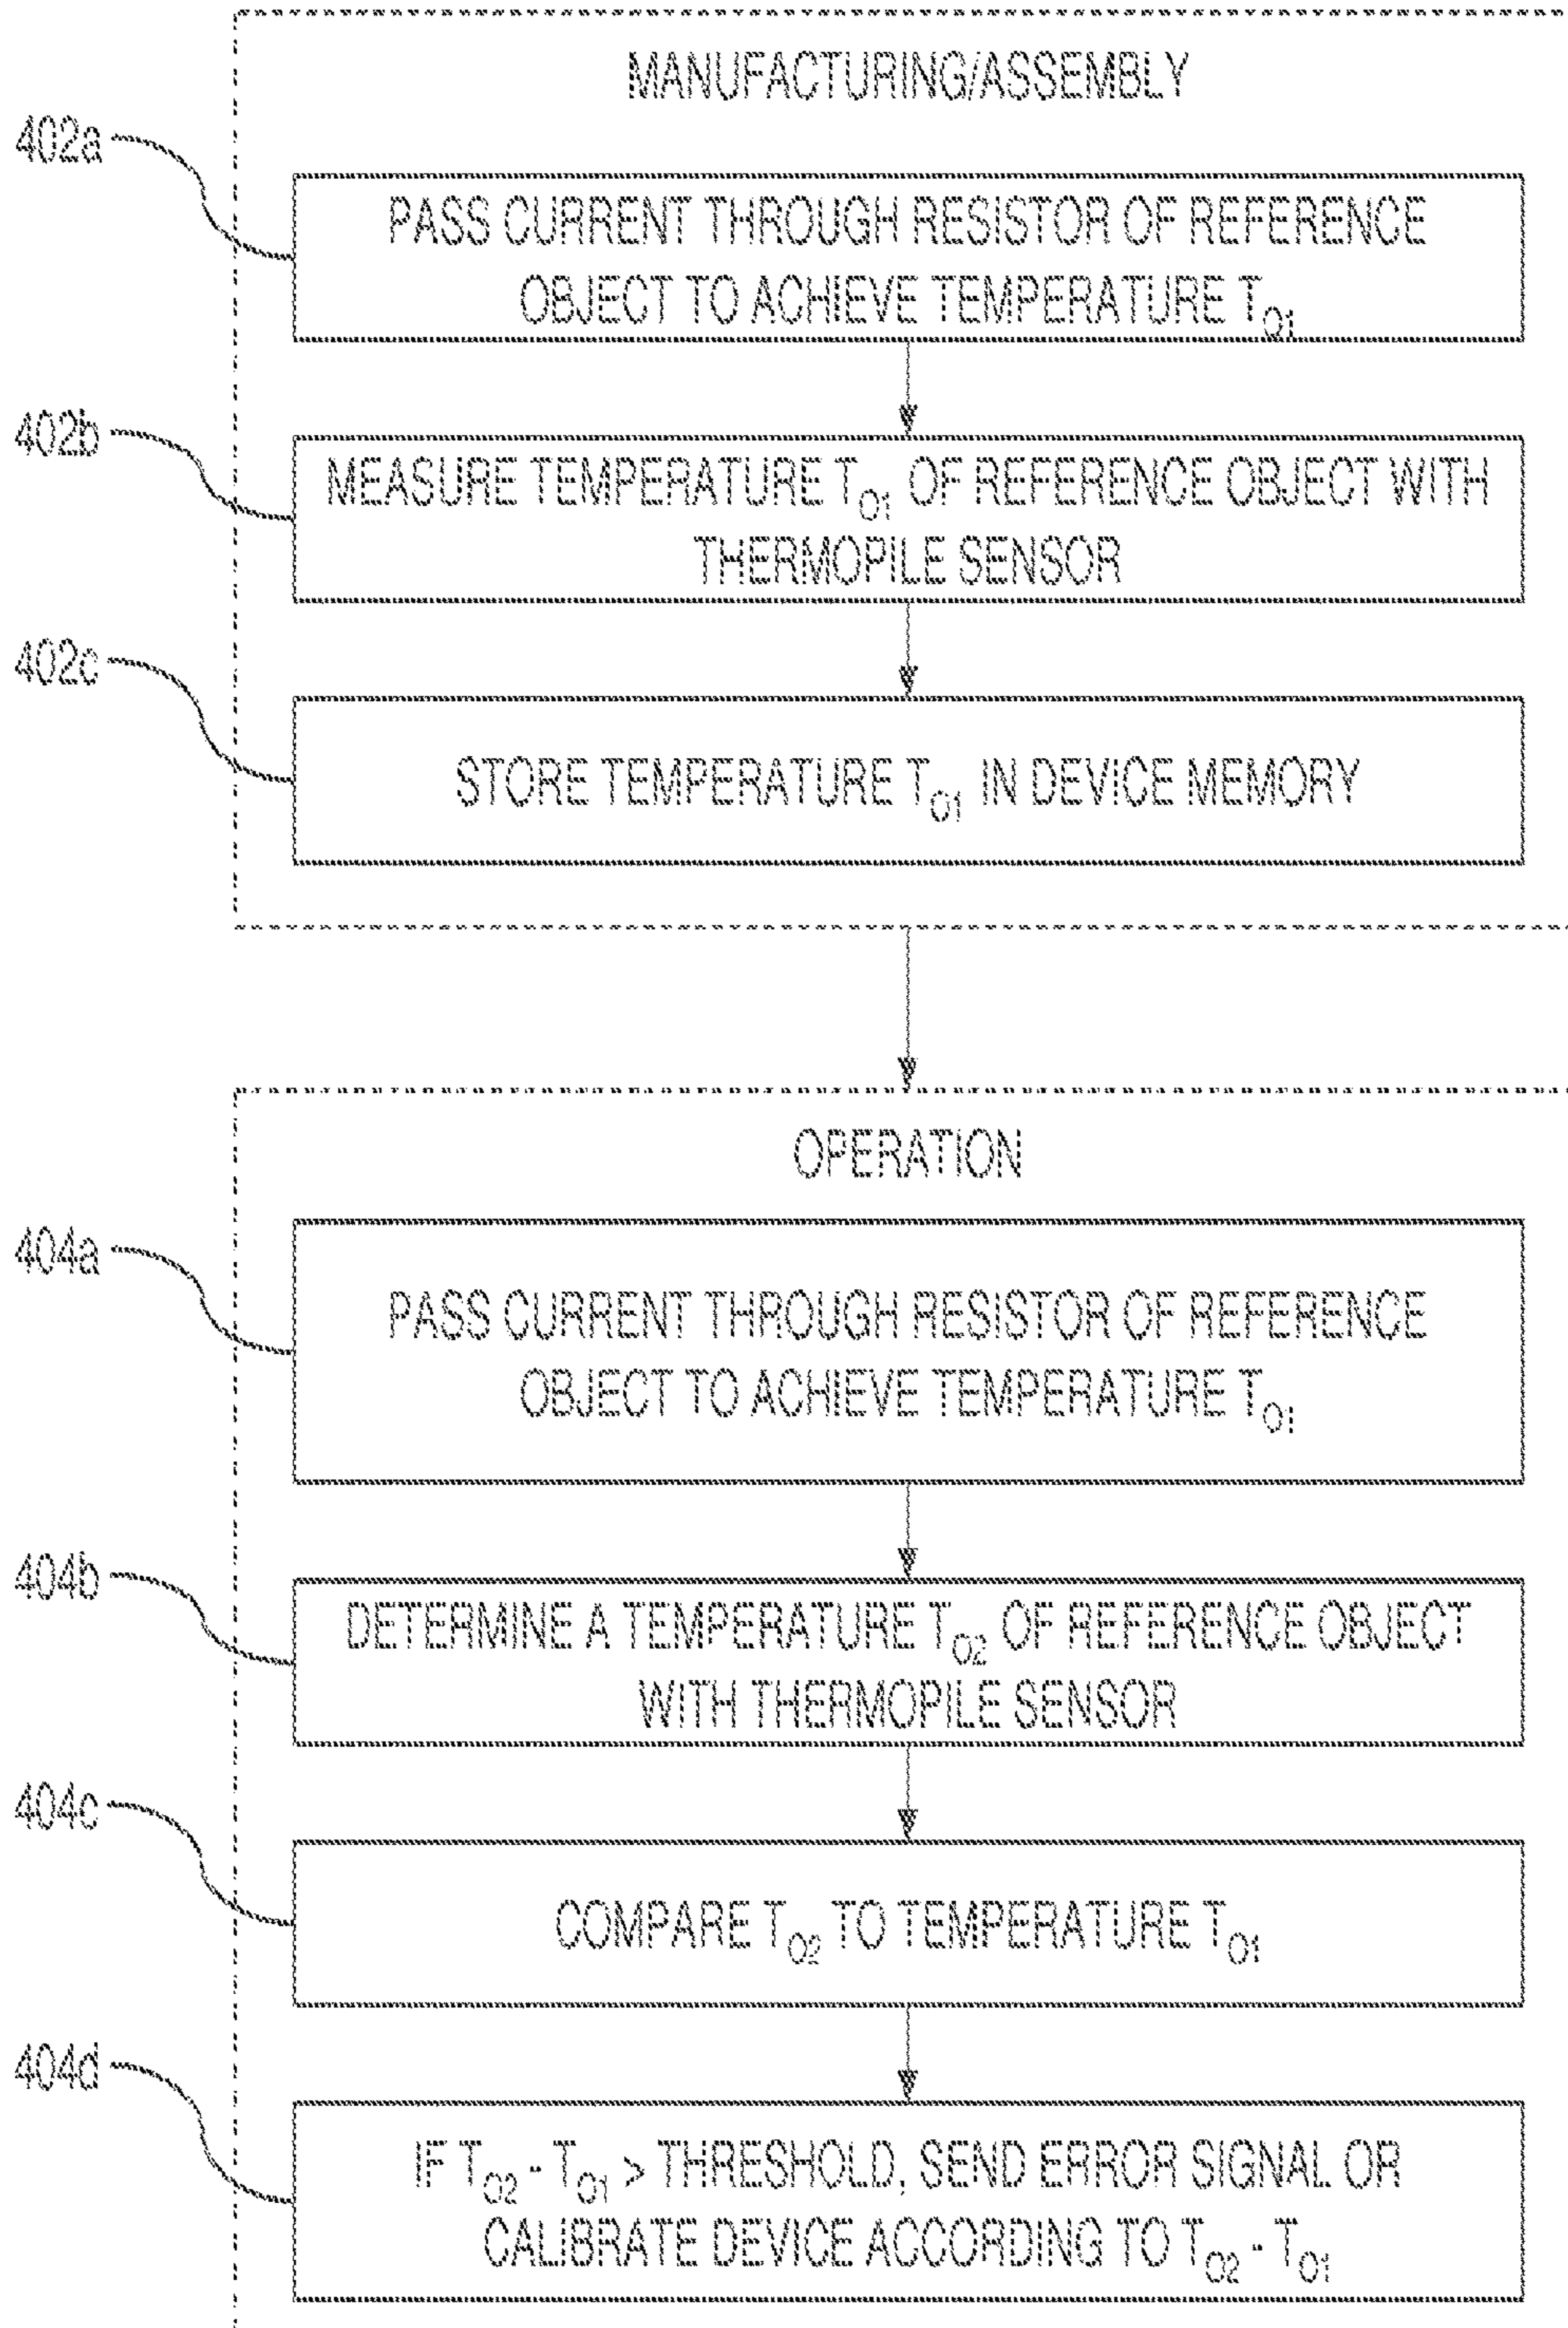 MANUFACTURING/ASSEMBLY
402a
PASS CURRENT THROUGH RESISTOR OF REFERENCE
OBJECT TO ACHIEVE TEMPERATURE TO1
402b
MEASURE TEMPERATURE TO1 OF REFERENCE OBJECT WITH
THERMOPILE SENSOR
402c
STORE TEMPERATURE TO1 IN DEVICE MEMORY
OPERATION
404a
PASS CURRENT THROUGH RESISTOR OF REFERENCE
OBJECT TO ACHIEVE TEMPERATURE TO1
404b
DETERMINE A TEMPERATURE TO2 OF REFERENCE OBJECT
WITH THERMOPILE SENSOR
404c
COMPARE TO2 TO TEMPERATURE TO1
404d
IF TO2 - TO1 > THRESHOLD, SEND ERROR SIGNAL OR
CALIBRATE DEVICE ACCORDING TO TO2 - TO1